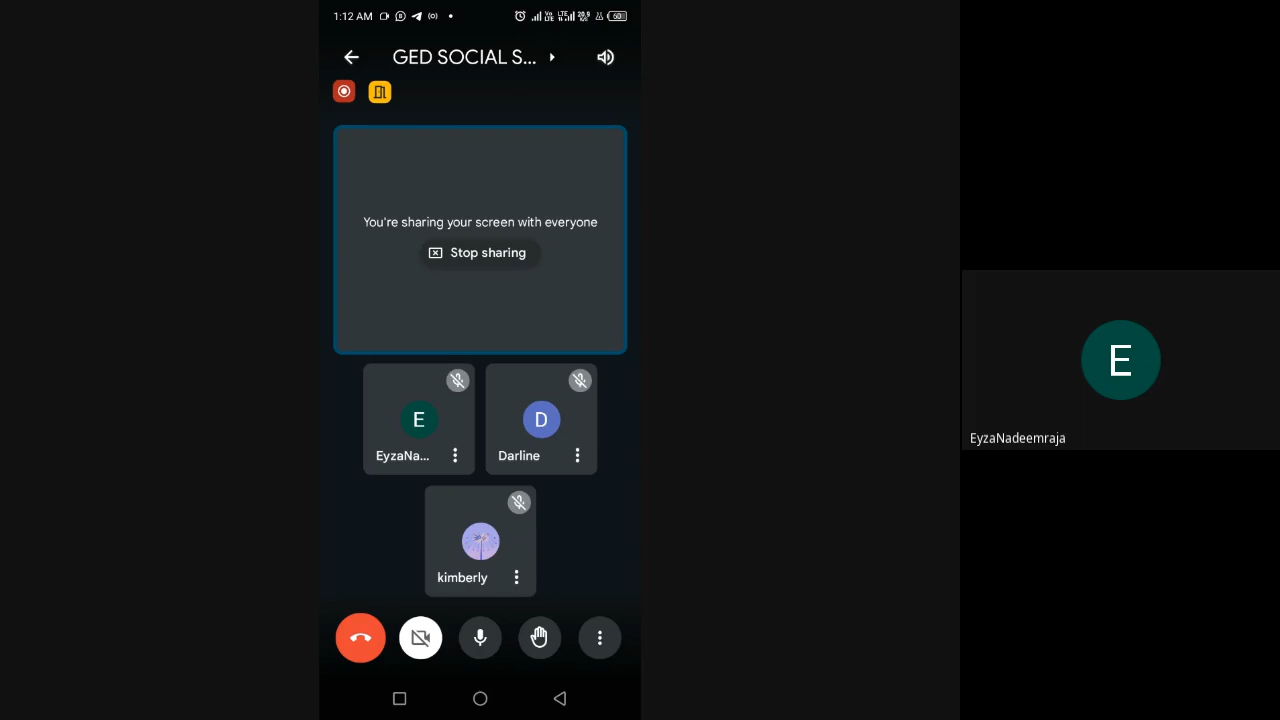 1:12 AM
GED SOCIAL S...
You're sharing your screen with everyone
Stop sharing
E
EyzaNa...
D
Darline
kimberly
E
EyzaNadeemraja